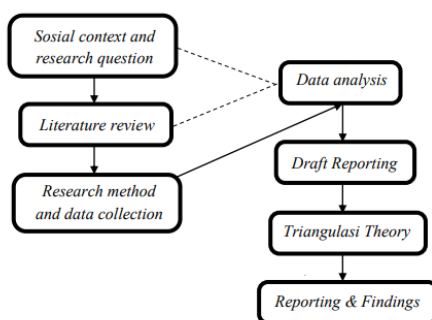 Sosial context and
research question
Literature review
Research method
and data collection
Data analysis
Draft Reporting
Triangulasi Theory
Reporting & Findings